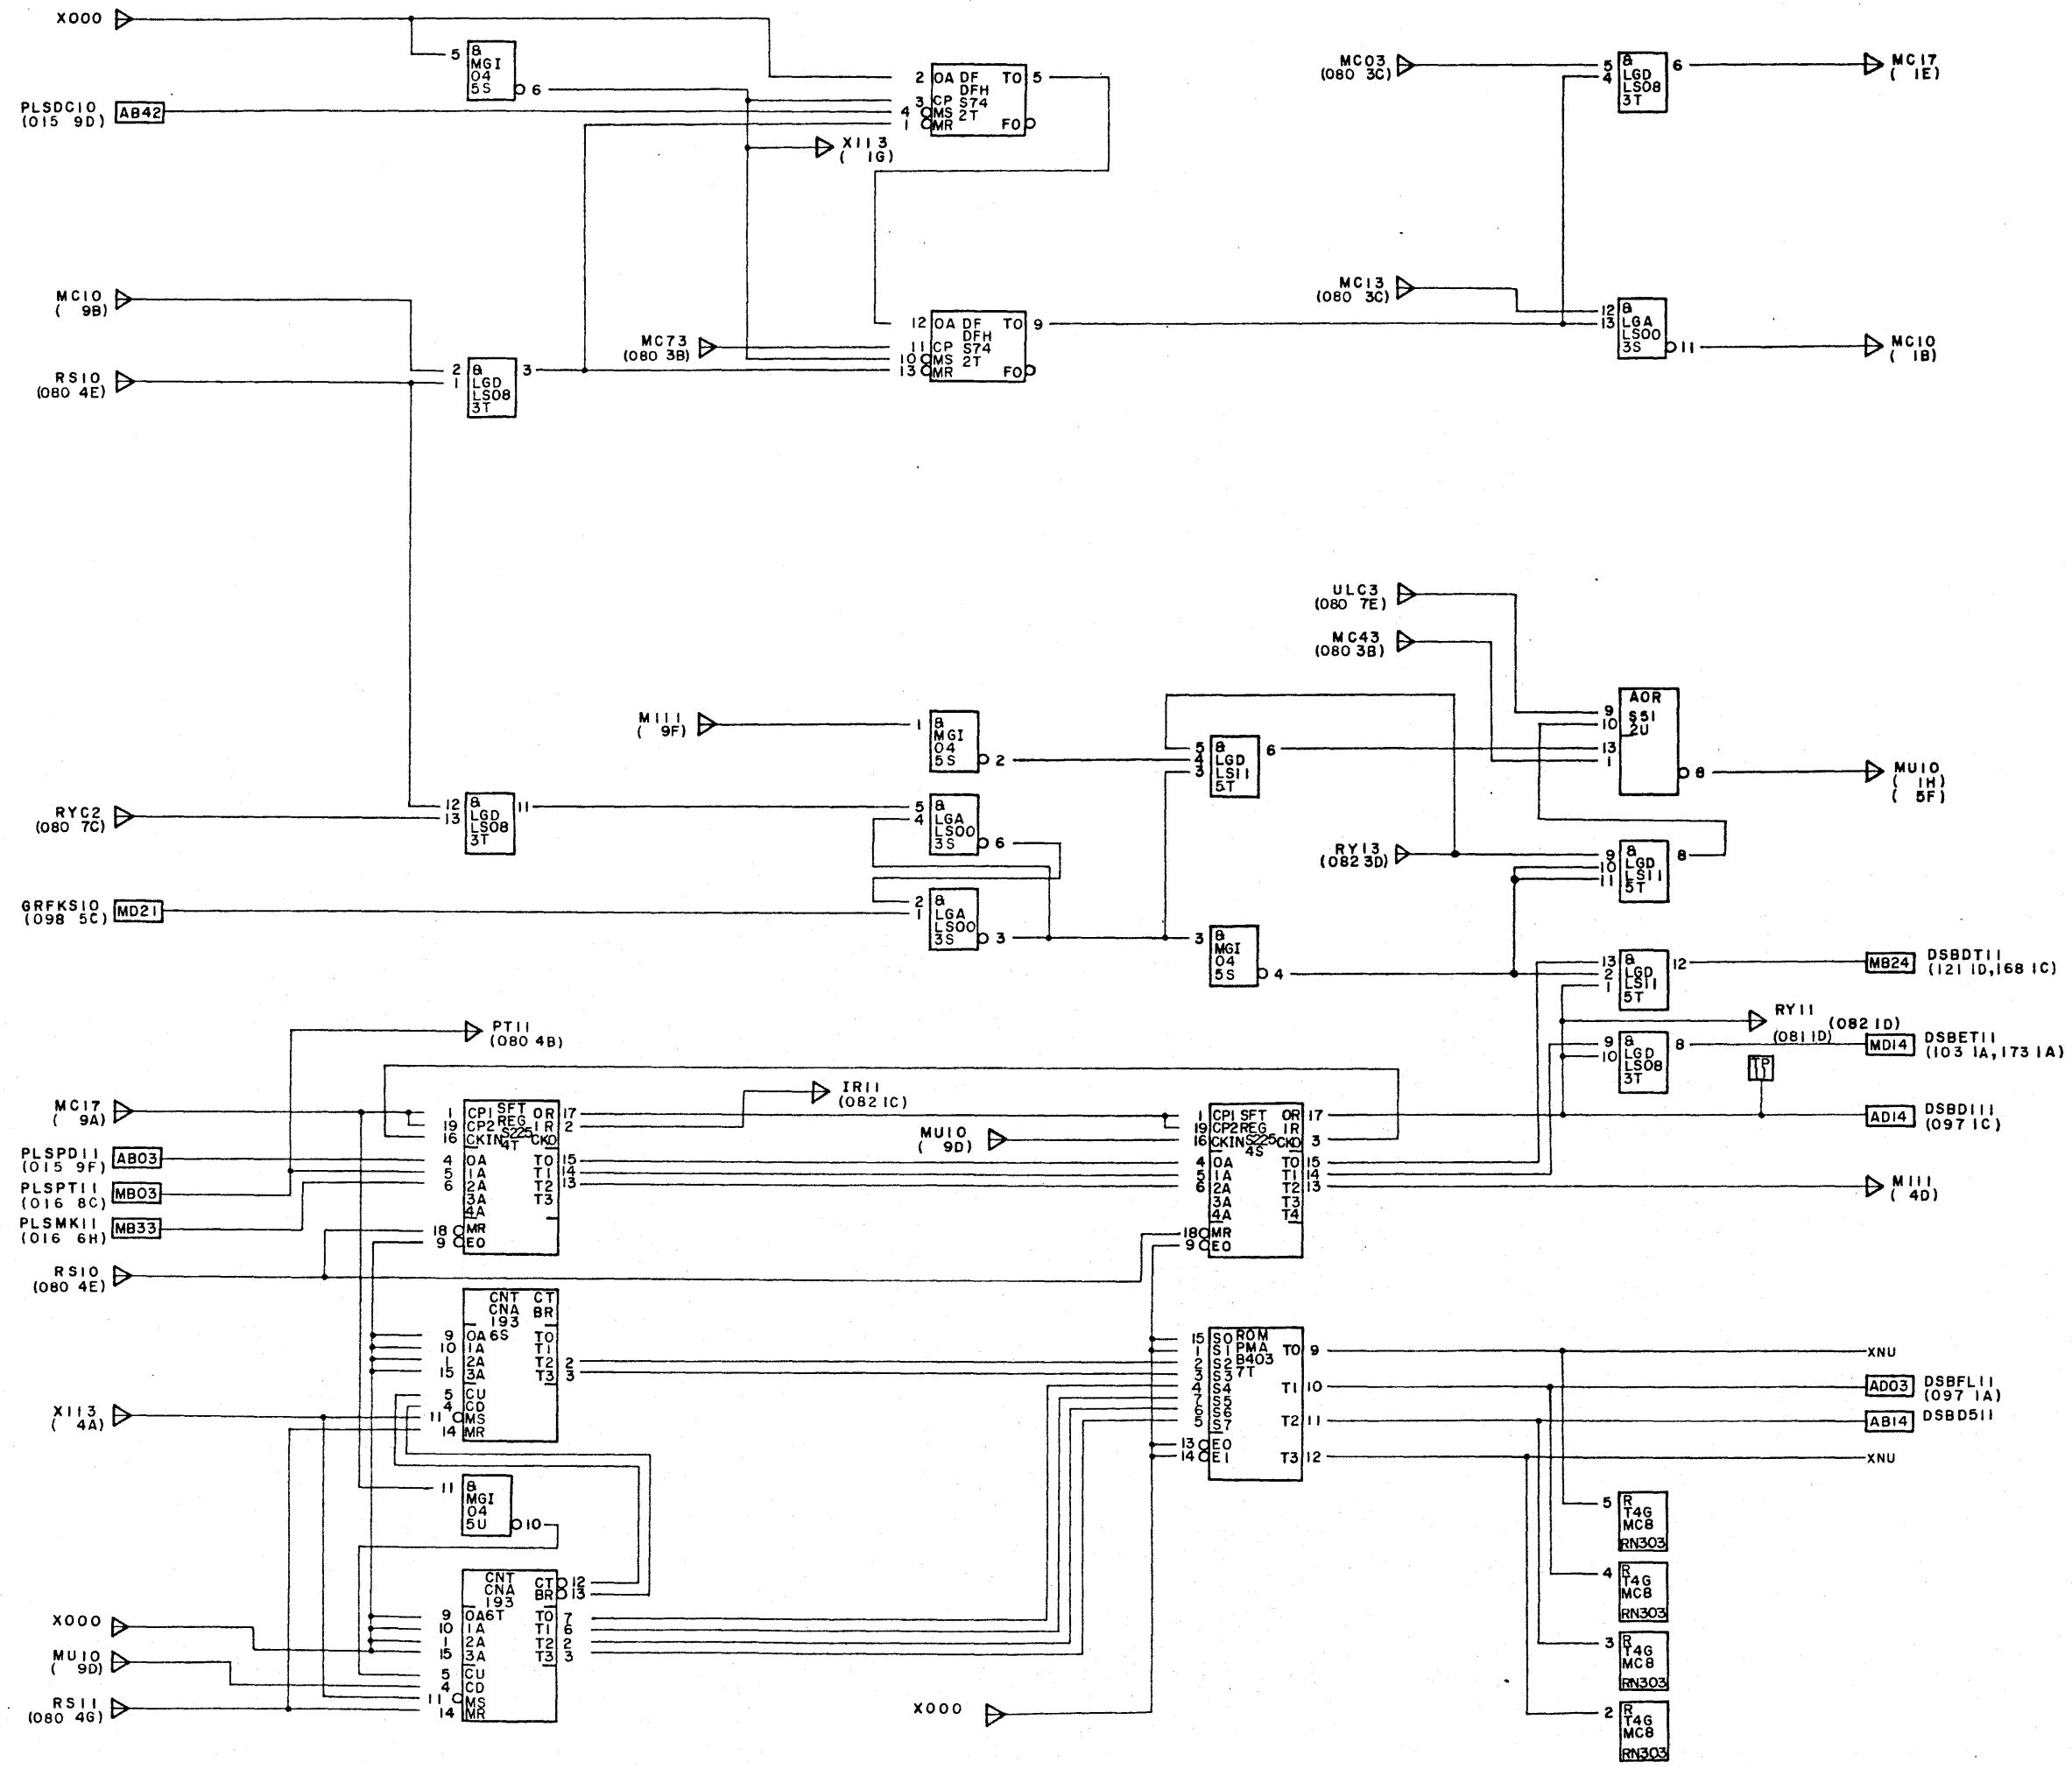 X000
5 & MGI 04 5S 6
PLSDC10 AB42
(015 9D)
2 OA DF TO 5
DFH
3 CP S74
4 MS 2T
1 MR FO
X113
( 1G)
MC03
(080 3C)
5 & 6
4 LGD
LS08
3T
MC17
( 1E)
MC10
( 9B)
RS10
(080 4E)
2 & 3
1 LGD
LS08
3T
MC73
(080 3B)
12 OA DF TO 9
DFH
11 CP S74
10 MS 2T
13 MR FO
MC13
(080 3C)
12 &
13 LGA
LS00
3S 11
MC10
( 1B)
ULC3
(080 7E)
MC43
(080 3B)
M111
( 9F)
1 &
MGI
04
5S 2
5 & 6
4 LGD
3 LS11
5T
AOR
9 S51
10 2U
13
1
8
MU10
( 1H)
( 5F)
RYC2
(080 7C)
12 & 11
13 LGD
LS08
3T
5 &
4 LGA
LS00
3S 6
RY13
(082 3D)
9 & 8
10 LGD
11 LS11
5T
GRFKS10 MD21
(098 5C)
2 &
1 LGA
LS00
3S 3
3 &
MGI
04
5S 4
13 & 12
2 LGD
1 LS11
5T
MB24 DSBDT11
(121 1D,168 1C)
RY11
(082 1D)
(081 1D)
PT11
(080 4B)
9 & 8
10 LGD
LS08
3T
MD14 DSBET11
(103 1A,173 1A)
TP
MC17
( 9A)
IR11
(082 1C)
1 CP1 SFT OR 17
19 CP2 REG IR 2
16 CKIN S225 CKO
4T
4 OA TO 15
5 1A T1 14
6 2A T2 13
3A T3
4A
18 MR
9 EO
MU10
( 9D)
1 CP1 SFT OR 17
19 CP2 REG IR
16 CKIN S225 CKO 3
4S
4 OA TO 15
5 1A T1 14
6 2A T2 13
3A T3
4A T4
18 MR
9 EO
AD14 DSBD111
(097 1C)
M111
( 4D)
PLSPD11 AB03
(015 9F)
PLSPT11 MB03
(016 8C)
PLSMK11 MB33
(016 6H)
RS10
(080 4E)
CNT CT
CNA BR
193
9 OA 6S TO
10 1A T1
1 2A T2 2
15 3A T3 3
5 CU
4 CD
11 MS
14 MR
X113
( 4A)
15 S0 ROM
1 S1 PMA TO 9
2 S2 B403
3 S3 7T
4 S4 T1 10
7 S5
6 S6
5 S7 T2 11
13 EO
14 E1 T3 12
XNU
AD03 DSBFL11
(097 1A)
AB14 DSBD511
XNU
11 &
MGI
04
5U 10
5 R
T4G
MC8
RN303
4 R
T4G
MC8
RN303
3 R
T4G
MC8
RN303
2 R
T4G
MC8
RN303
CNT CT 12
CNA BR 13
193
9 OA 6T TO 7
10 1A T1 6
1 2A T2 2
15 3A T3 3
5 CU
4 CD
11 MS
14 MR
X000
MU10
( 9D)
RS11
(080 4G)
X000